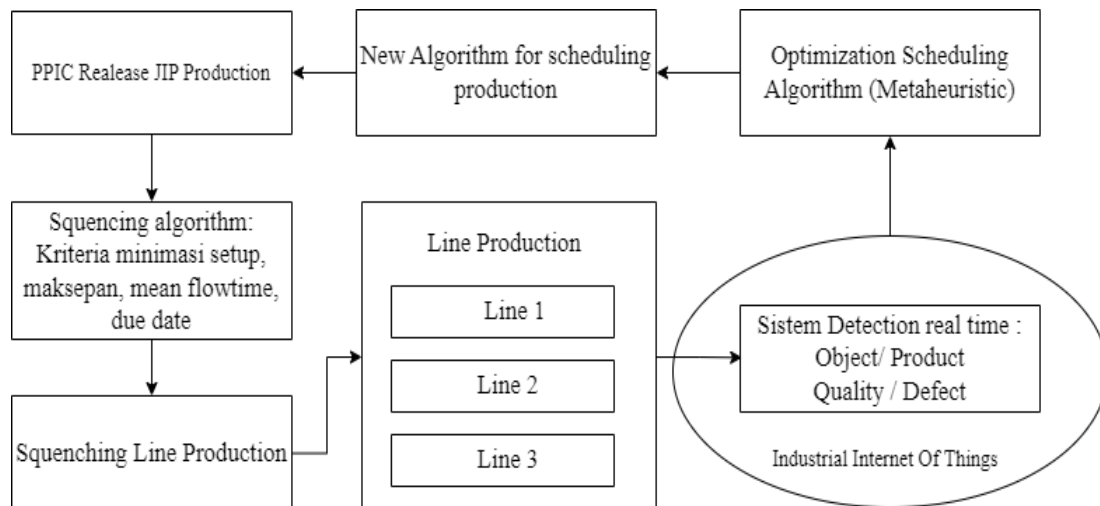 PPIC Realease JIP Production
New Algorithm for scheduling
production
Optimization Scheduling
Algorithm (Metaheuristic)
Squencing algorithm:
Kriteria minimasi setup,
maksepan, mean flowtime,
due date
Squenching Line Production
Line Production
Line 1
Line 2
Line 3
Sistem Detection real time :
Object/ Product
Quality / Defect
Industrial Internet Of Things